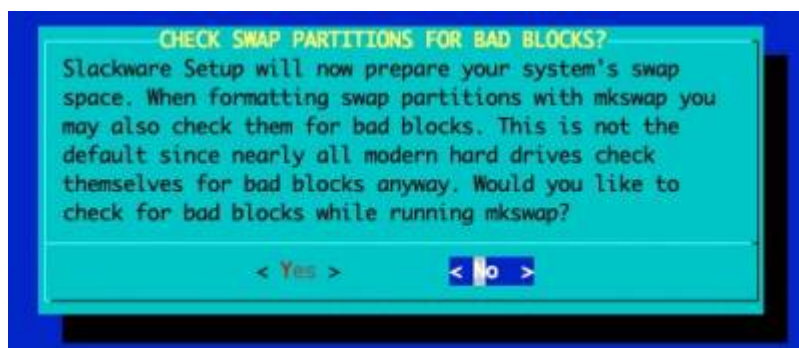 CHECK SWAP PARTITIONS FOR BAD BLOCKS?
Slackware Setup will now prepare your system's swap
space. When formatting swap partitions with mkswap you
may also check them for bad blocks. This is not the
default since nearly all modern hard drives check
themselves for bad blocks anyway. Would you like to
check for bad blocks while running mkswap?
< Yes > < No >